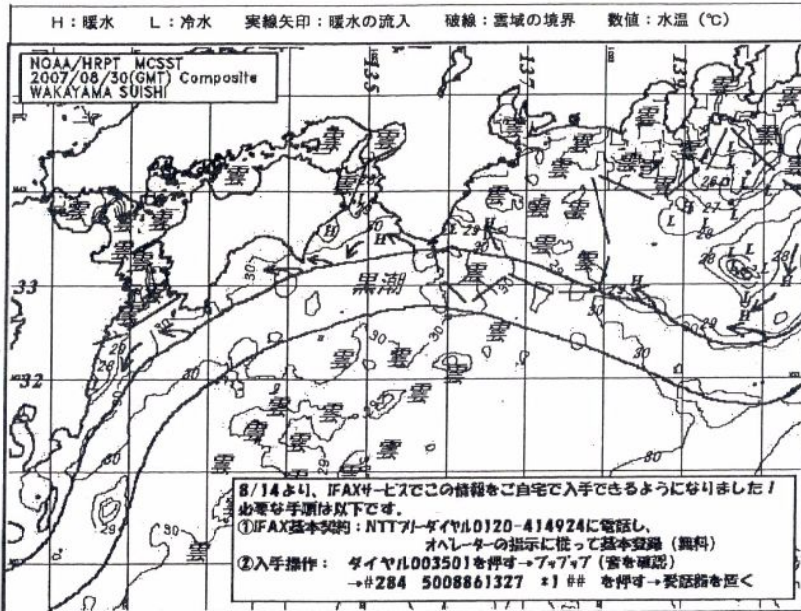 H：暖水　L：冷水　実線矢印：暖水の流入　破線：雲域の境界　数値：水温（℃）
NOAA/HRPT MCSST
2007/08/30(GMT) Composite
WAKAYAMA SUISHI
135
137
139
33
32
黒潮
雲
H
L
26
27
28
29
30
8/14より、iFAXサービスでこの情報をご自宅で入手できるようになりました！
必要な手順は以下です。
①iFAX基本契約：NTTフリーダイヤル0120-414924に電話し、
オペレーターの指示に従って基本登録（無料）
②入手操作：　ダイヤル003501を押す→プップップ（音を確認）
→#284　5008861327　*1 ##　を押す→受話器を置く